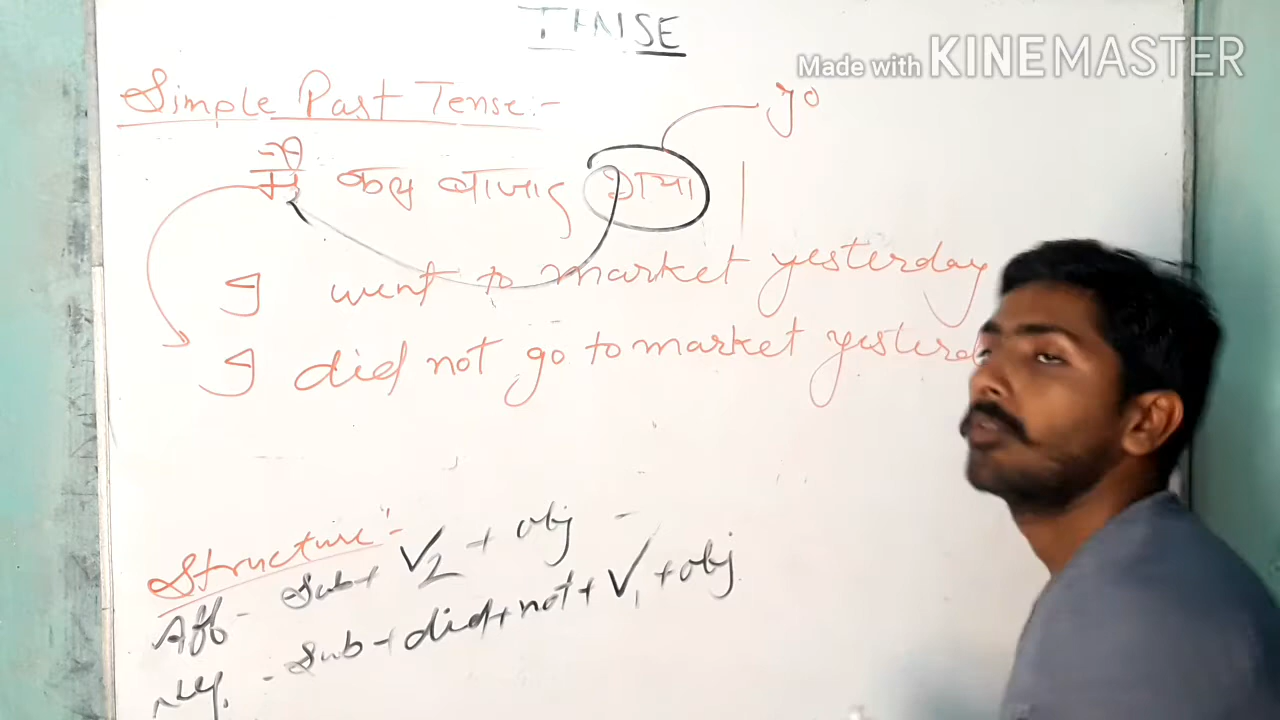 TENSE
Made with KINEMASTER
Simple Past Tense:-
go
मैं कल बाजार गया |
I went to market yesterday
I did not go to market yesterd
Structure:-
Aff - Sub+ V2 + obj
Neg. - Sub+did+not+V1+obj